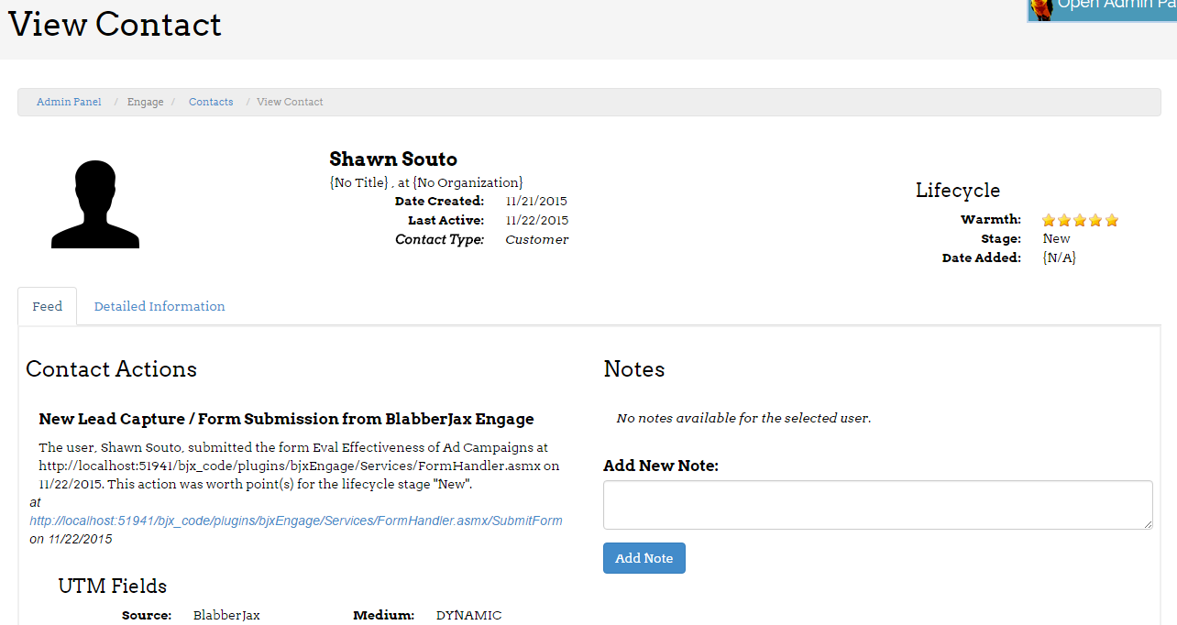 View Contact
Open Admin Pa
Admin Panel / Engage / Contacts / View Contact
Shawn Souto
{No Title} , at {No Organization}
Date Created: 11/21/2015
Last Active: 11/22/2015
Contact Type: Customer
Lifecycle
Warmth:
Stage: New
Date Added: {N/A}
Feed
Detailed Information
Contact Actions
New Lead Capture / Form Submission from BlabberJax Engage
The user, Shawn Souto, submitted the form Eval Effectiveness of Ad Campaigns at
http://localhost:51941/bjx_code/plugins/bjxEngage/Services/FormHandler.asmx on
11/22/2015. This action was worth point(s) for the lifecycle stage "New".
at
http://localhost:51941/bjx_code/plugins/bjxEngage/Services/FormHandler.asmx/SubmitForm
on 11/22/2015
UTM Fields
Source: BlabberJax Medium: DYNAMIC
Notes
No notes available for the selected user.
Add New Note:
Add Note